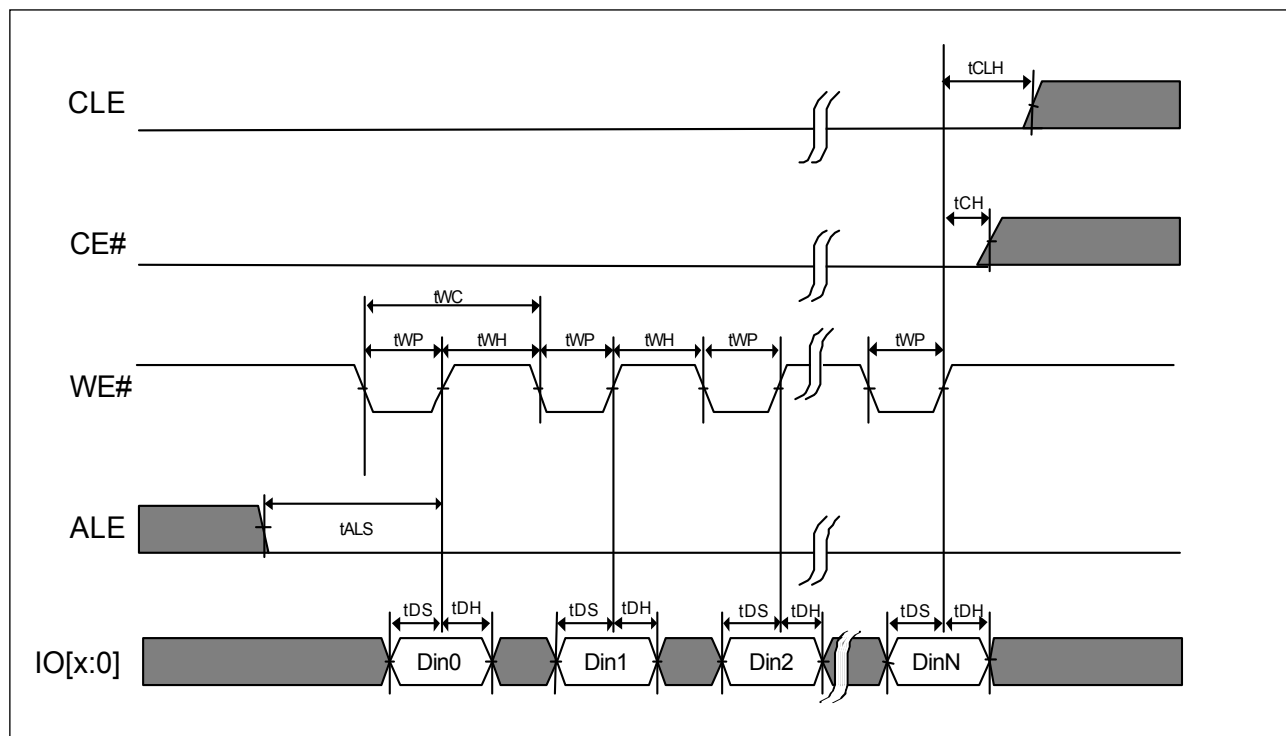 tCLH
CLE
tCH
CE#
tWC
tWP tWH tWP tWH tWP tWP
WE#
ALE
tALS
tDS tDH tDS tDH tDS tDH tDS tDH
IO[x:0] Din0 Din1 Din2 DinN